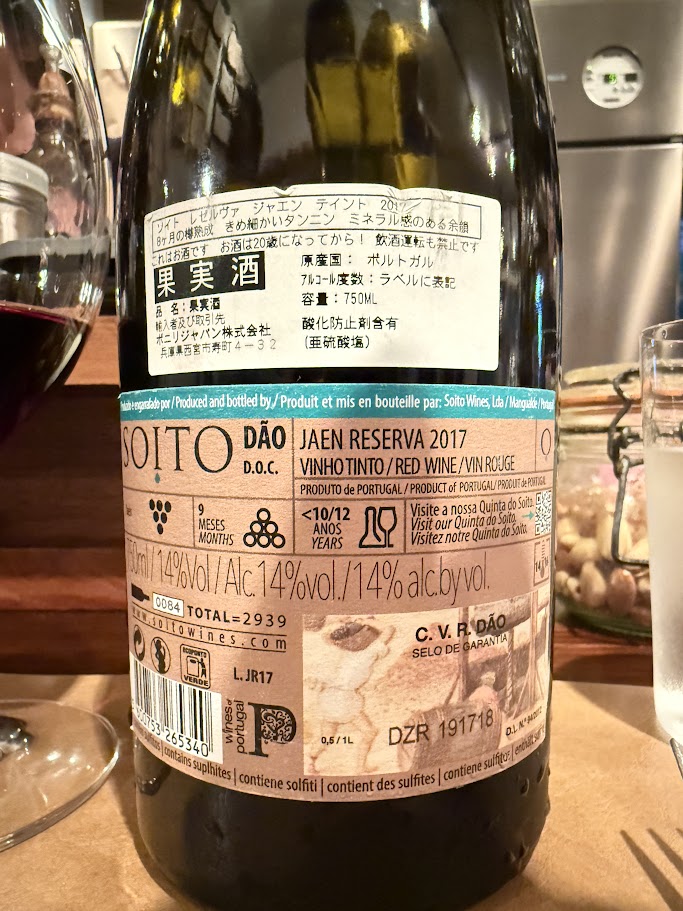 ソイト レゼルヴァ ジャエン ティント 2017
8ヶ月の樽熟成 きめ細かいタンニン ミネラル感のある余韻
これはお酒です お酒は20歳になってから! 飲酒運転も禁止です
果実酒
原産国: ポルトガル
アルコール度数:ラベルに表記
容量:750ML
品 名:果実酒
輸入者及び取引先
ポニリジャパン株式会社
兵庫県西宮市寿町4-32
酸化防止剤含有
(亜硫酸塩)
engarrafado por / Produced and bottled by / Produit et mis en bouteille par: Soito Wines, Lda / Mangualde / Portugal
SOITO
DÃO
D.O.C.
JAEN RESERVA 2017
VINHO TINTO / RED WINE / VIN ROUGE
PRODUTO de PORTUGAL / PRODUCT of PORTUGAL / PRODUIT de PORTUGAL
9
MESES
MONTHS
<10/12
ANOS
YEARS
Visite a nossa Quinta do Soito.
Visit our Quinta do Soito.
Visitez notre Quinta do Soito.
50ml / 14%Vol / Alc. 14%vol. / 14% alc.by vol.
0084 TOTAL=2939
www.soitowines.com
ECOPONTO
VERDE
L.JR17
265340
wines of
portugal
C. V. R. DÃO
SELO DE GARANTIA
0,5 / 1L
DZR 191718
contains suplhites | contiene solfiti | contient des sulfites | contiene sulfitos